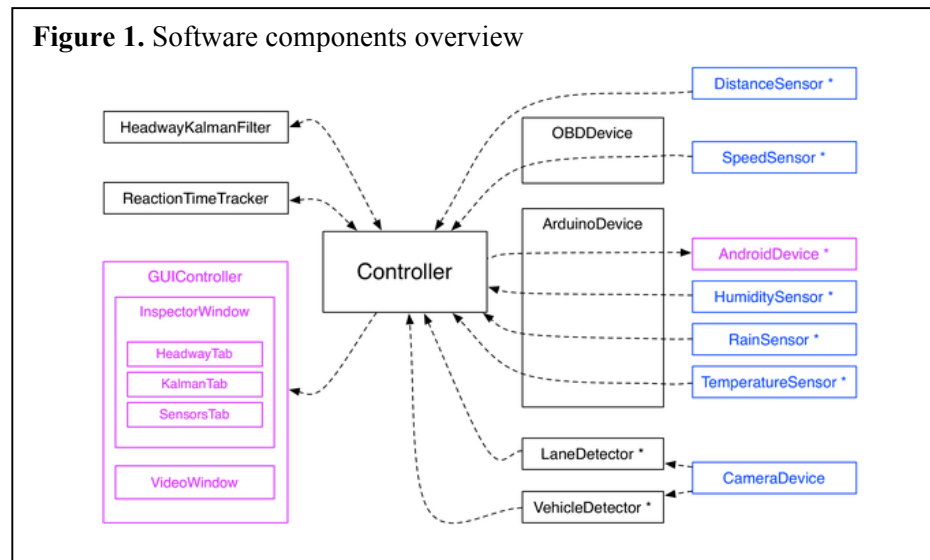 Figure 1. Software components overview
DistanceSensor *
HeadwayKalmanFilter
OBDDevice
SpeedSensor *
ReactionTimeTracker
ArduinoDevice
Controller
AndroidDevice *
GUIController
HumiditySensor *
InspectorWindow
RainSensor *
HeadwayTab
KalmanTab
TemperatureSensor *
SensorsTab
LaneDetector *
CameraDevice
VideoWindow
VehicleDetector *